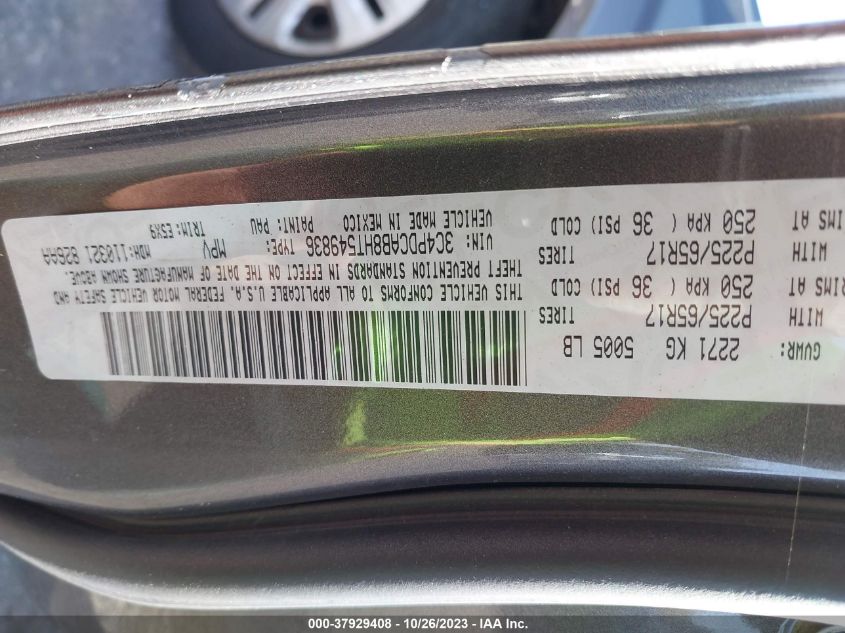 GVWR: 2271 KG 5005 LB
WITH P225/65R17 TIRES
RIMS AT 250 KPA ( 36 PSI) COLD
WITH P225/65R17 TIRES
RIMS AT 250 KPA ( 36 PSI) COLD
THIS VEHICLE CONFORMS TO ALL APPLICABLE U.S.A. FEDERAL MOTOR VEHICLE SAFETY AND
THEFT PREVENTION STANDARDS IN EFFECT ON THE DATE OF MANUFACTURE SHOWN ABOVE.
VIN: 3C4PDCAB8HT549836 TYPE: MPV MDH:110321 826AA
VEHICLE MADE IN MEXICO PAINT: PAU TRIM: E5X9
000-37929408 - 10/26/2023 - IAA Inc.